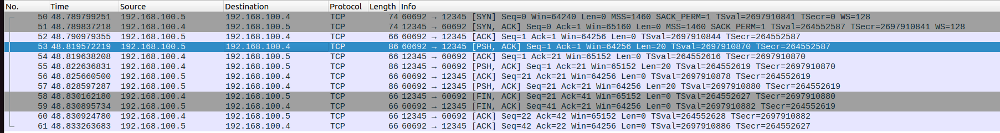 No. Time Source Destination Protocol Length Info
50 48.789799251 192.168.100.5 192.168.100.4 TCP 74 60692 → 12345 [SYN] Seq=0 Win=64240 Len=0 MSS=1460 SACK_PERM=1 TSval=2697910841 TSecr=0 WS=128
51 48.789837218 192.168.100.4 192.168.100.5 TCP 74 12345 → 60692 [SYN, ACK] Seq=0 Ack=1 Win=65160 Len=0 MSS=1460 SACK_PERM=1 TSval=264552587 TSecr=2697910841 WS=128
52 48.790979355 192.168.100.5 192.168.100.4 TCP 66 60692 → 12345 [ACK] Seq=1 Ack=1 Win=64256 Len=0 TSval=2697910844 TSecr=264552587
53 48.819572219 192.168.100.5 192.168.100.4 TCP 86 60692 → 12345 [PSH, ACK] Seq=1 Ack=1 Win=64256 Len=20 TSval=2697910870 TSecr=264552587
54 48.819638208 192.168.100.4 192.168.100.5 TCP 66 12345 → 60692 [ACK] Seq=1 Ack=21 Win=65152 Len=0 TSval=264552616 TSecr=2697910870
55 48.822636831 192.168.100.4 192.168.100.5 TCP 86 12345 → 60692 [PSH, ACK] Seq=1 Ack=21 Win=65152 Len=20 TSval=264552619 TSecr=2697910870
56 48.825660500 192.168.100.5 192.168.100.4 TCP 66 60692 → 12345 [ACK] Seq=21 Ack=21 Win=64256 Len=0 TSval=2697910878 TSecr=264552619
57 48.828597287 192.168.100.5 192.168.100.4 TCP 86 60692 → 12345 [PSH, ACK] Seq=21 Ack=21 Win=64256 Len=20 TSval=2697910880 TSecr=264552619
58 48.830162180 192.168.100.4 192.168.100.5 TCP 66 12345 → 60692 [FIN, ACK] Seq=21 Ack=41 Win=65152 Len=0 TSval=264552627 TSecr=2697910880
59 48.830895734 192.168.100.5 192.168.100.4 TCP 66 60692 → 12345 [FIN, ACK] Seq=41 Ack=21 Win=64256 Len=0 TSval=2697910882 TSecr=264552619
60 48.830924780 192.168.100.4 192.168.100.5 TCP 66 12345 → 60692 [ACK] Seq=22 Ack=42 Win=65152 Len=0 TSval=264552628 TSecr=2697910882
61 48.833263683 192.168.100.5 192.168.100.4 TCP 66 60692 → 12345 [ACK] Seq=42 Ack=22 Win=64256 Len=0 TSval=2697910886 TSecr=264552627